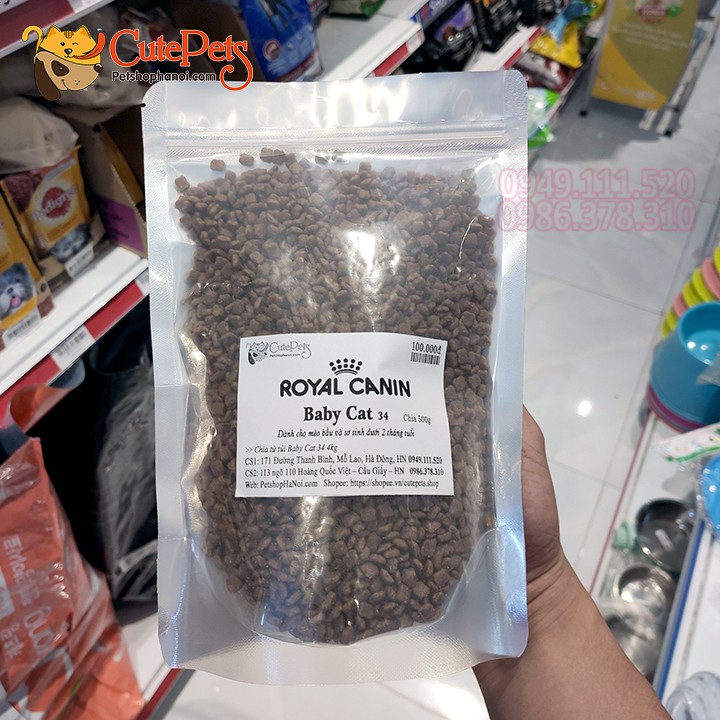 CutePets
Petshophanoi.com
0949.111.520
0986.378.310
Pedigree
CutePets
100.000đ
ROYAL CANIN
Baby Cat 34 Chia 500g
Dành cho mèo bầu và sơ sinh dưới 2 tháng tuổi
>> Chia từ túi Baby Cat 34 4kg
CS1: 171 Đường Thanh Bình, Mỗ Lao, Hà Đông, HN 0949.111.520
CS2: 113 ngõ 110 Hoàng Quốc Việt – Cầu Giấy – HN 0986.378.310
Web: PetshopHaNoi.com Shopee: https://shopee.vn/cutepets.shop